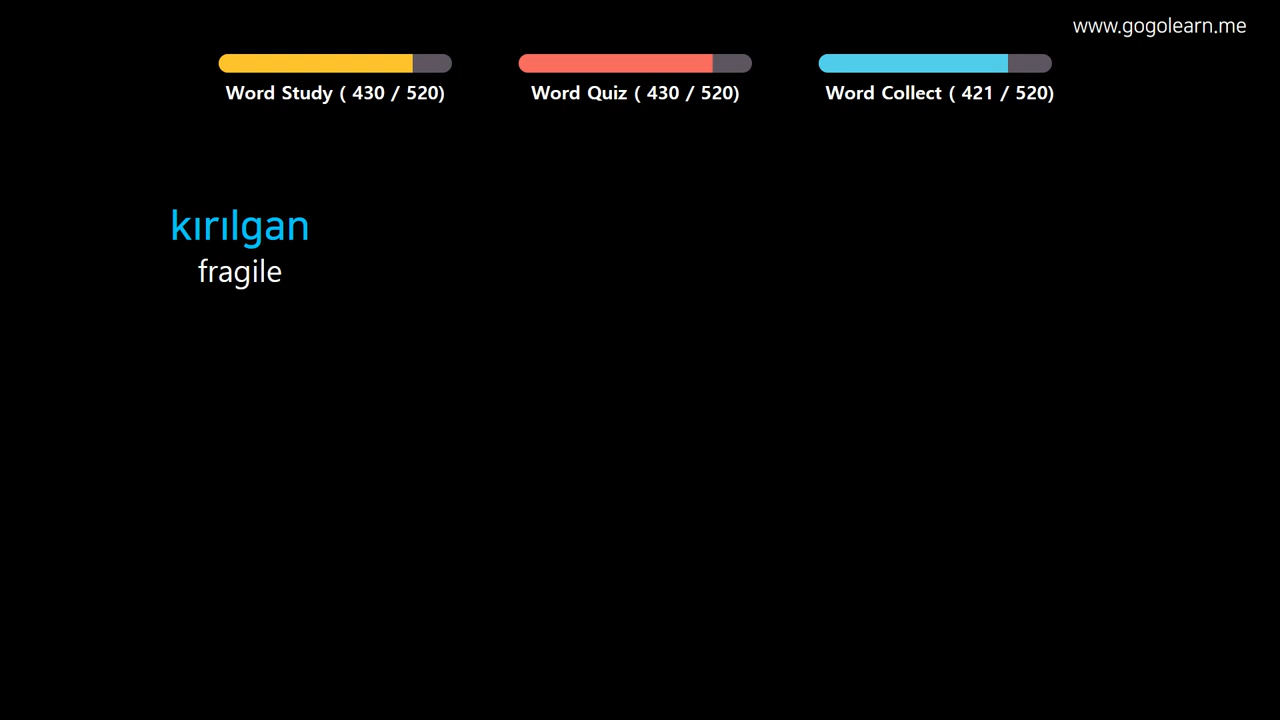 www.gogolearn.me
Word Study ( 430 / 520)
Word Quiz ( 430 / 520)
Word Collect ( 421 / 520)
kırılgan
fragile